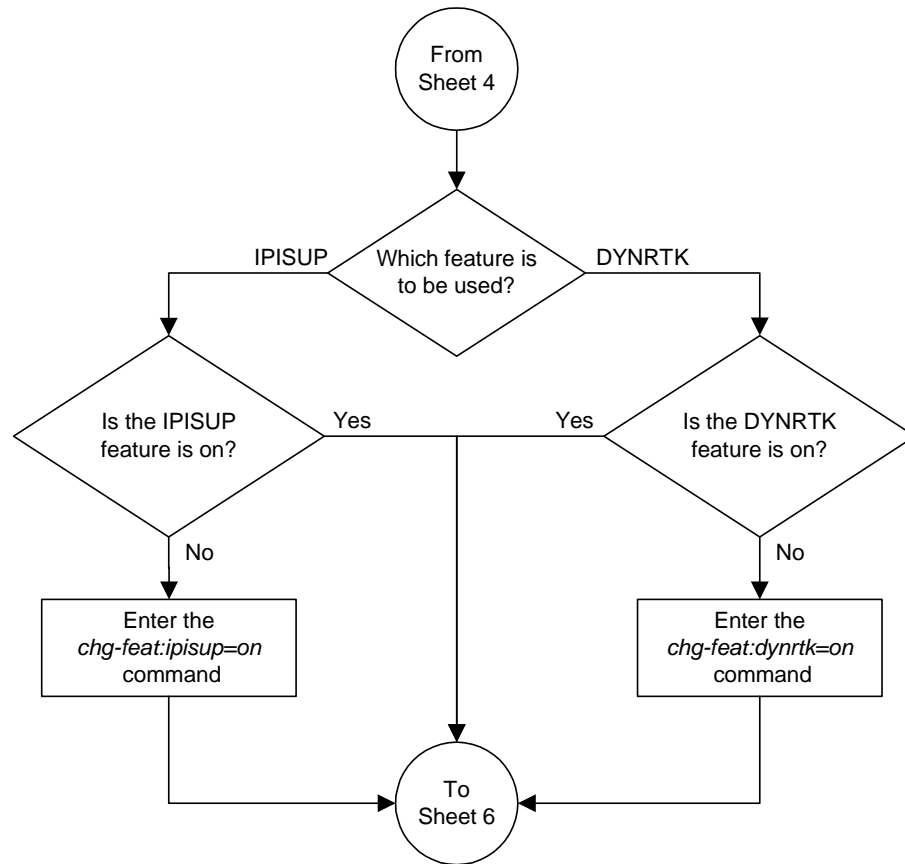 From
Sheet 4
Which feature is
to be used?
IPISUP
DYNRTK
Is the IPISUP
feature is on?
Yes
Yes
Is the DYNRTK
feature is on?
No
No
Enter the
chg-feat:ipisup=on
command
Enter the
chg-feat:dynrtk=on
command
To
Sheet 6